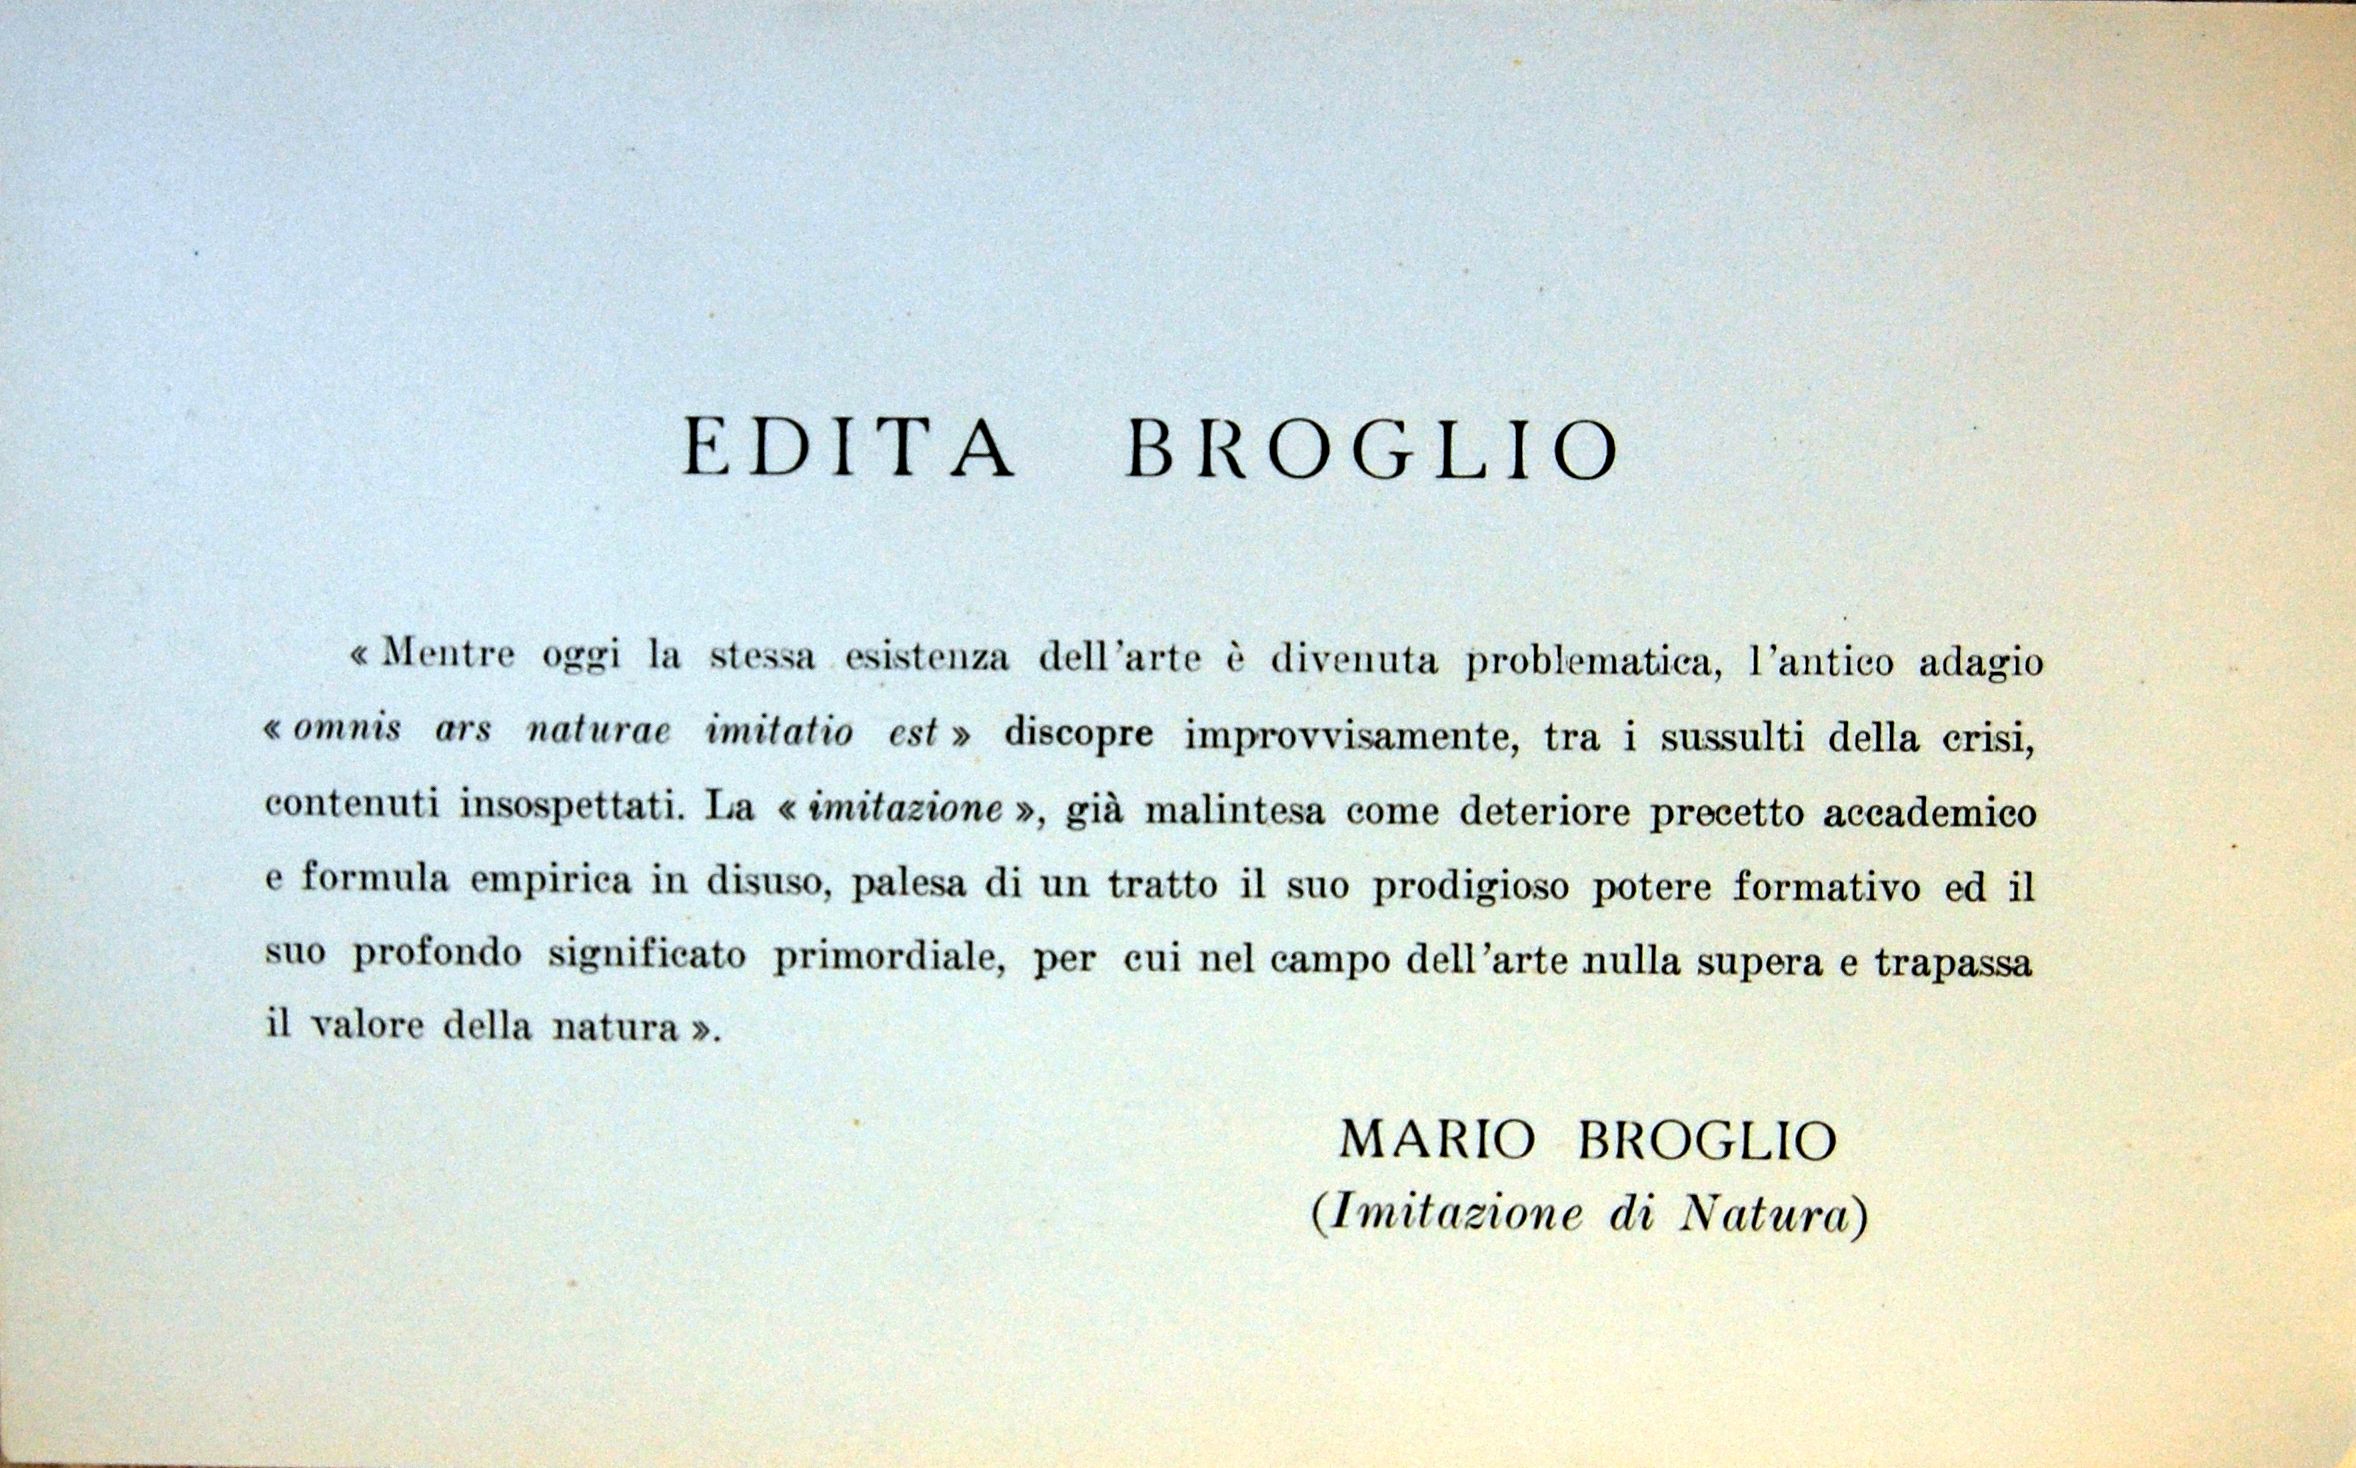 EDITA BROGLIO
« Mentre oggi la stessa esistenza dell'arte è divenuta problematica, l'antico adagio
« omnis ars naturae imitatio est » discopre improvvisamente, tra i sussulti della crisi,
contenuti insospettati. La « imitazione », già malintesa come deteriore precetto accademico
e formula empirica in disuso, palesa di un tratto il suo prodigioso potere formativo ed il
suo profondo significato primordiale, per cui nel campo dell'arte nulla supera e trapassa
il valore della natura ».
MARIO BROGLIO
(Imitazione di Natura)